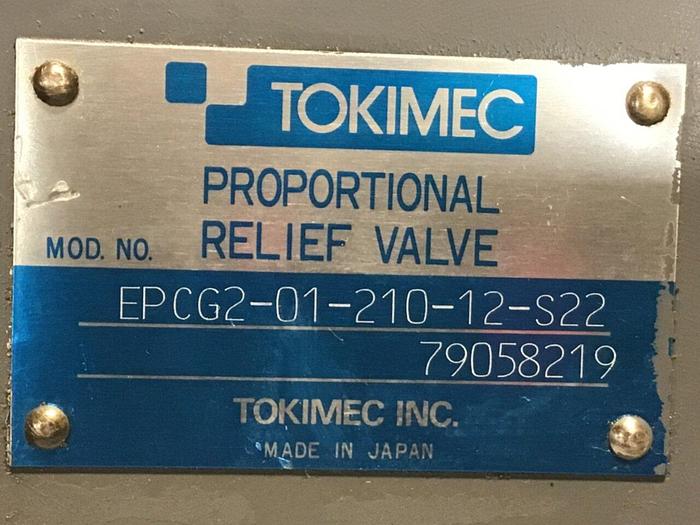 TOKIMEC
PROPORTIONAL
MOD. NO. RELIEF VALVE
EPCG2-01-210-12-S22
79058219
TOKIMEC INC.
MADE IN JAPAN